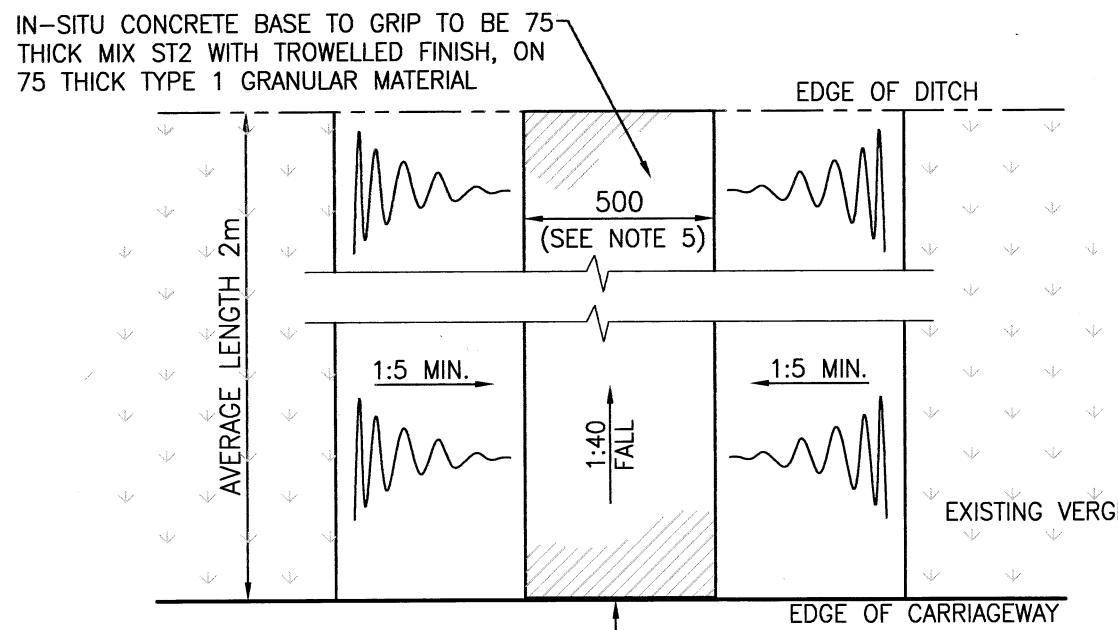 IN-SITU CONCRETE BASE TO GRIP TO BE 75
THICK MIX ST2 WITH TROWELLED FINISH, ON
75 THICK TYPE 1 GRANULAR MATERIAL
EDGE OF DITCH
500
(SEE NOTE 5)
AVERAGE LENGTH 2m
1:5 MIN.
1:5 MIN.
1:40
FALL
EXISTING VERG
EDGE OF CARRIAGEWAY